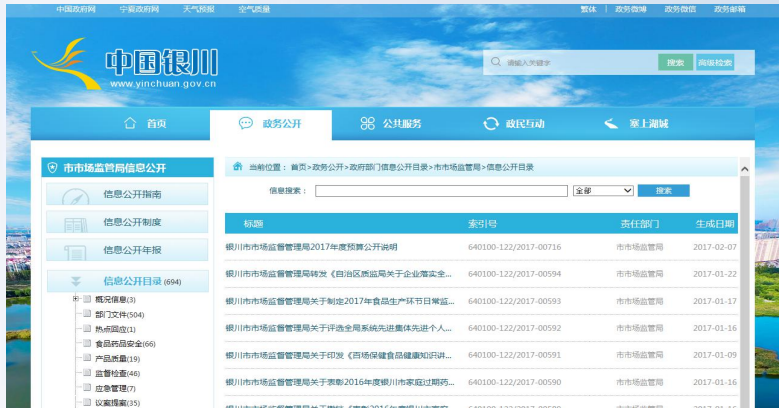 中国政府网 宁夏政府网 天气预报 空气质量 繁体 | 政务微博 政务微信 政务邮箱
中国银川
www.yinchuan.gov.cn
请输入关键字 搜索 高级检索
首页 政务公开 公共服务 政民互动 塞上湖城
市市场监管局信息公开
当前位置：首页>政务公开>政府部门信息公开目录>市市场监管局>信息公开目录
信息公开指南
信息搜索： 全部 搜索
信息公开制度
标题 索引号 责任部门 生成日期
信息公开年报
银川市市场监督管理局2017年度预算公开说明 640100-122/2017-00716 市市场监管局 2017-02-07
信息公开目录 (694)
银川市市场监督管理局转发《自治区质监局关于企业落实全... 640100-122/2017-00594 市市场监管局 2017-01-22
概况信息(3)
银川市市场监督管理局关于制定2017年食品生产环节日常监... 640100-122/2017-00593 市市场监管局 2017-01-17
部门文件(504)
热点回应(1)
银川市市场监督管理局关于评选全局系统先进集体先进个人... 640100-122/2017-00592 市市场监管局 2017-01-16
食品药品安全(66)
产品质量(19)
银川市市场监督管理局关于印发《百场保健食品健康知识讲... 640100-122/2017-00591 市市场监管局 2017-01-09
监督检查(46)
应急管理(7)
银川市市场监督管理局关于表彰2016年度银川市家庭过期药... 640100-122/2017-00590 市市场监管局 2017-01-16
议案提案(35)